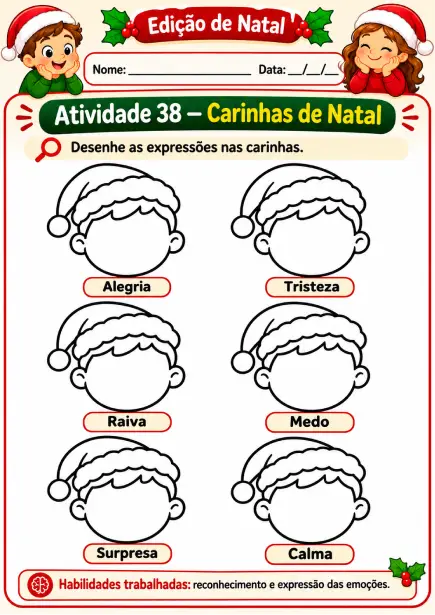 Edição de Natal
Nome: ____________________ Data: __/__/__
Atividade 38 – Carinhas de Natal
Desenhe as expressões nas carinhas.
Alegria Tristeza
Raiva Medo
Surpresa Calma
Habilidades trabalhadas: reconhecimento e expressão das emoções.